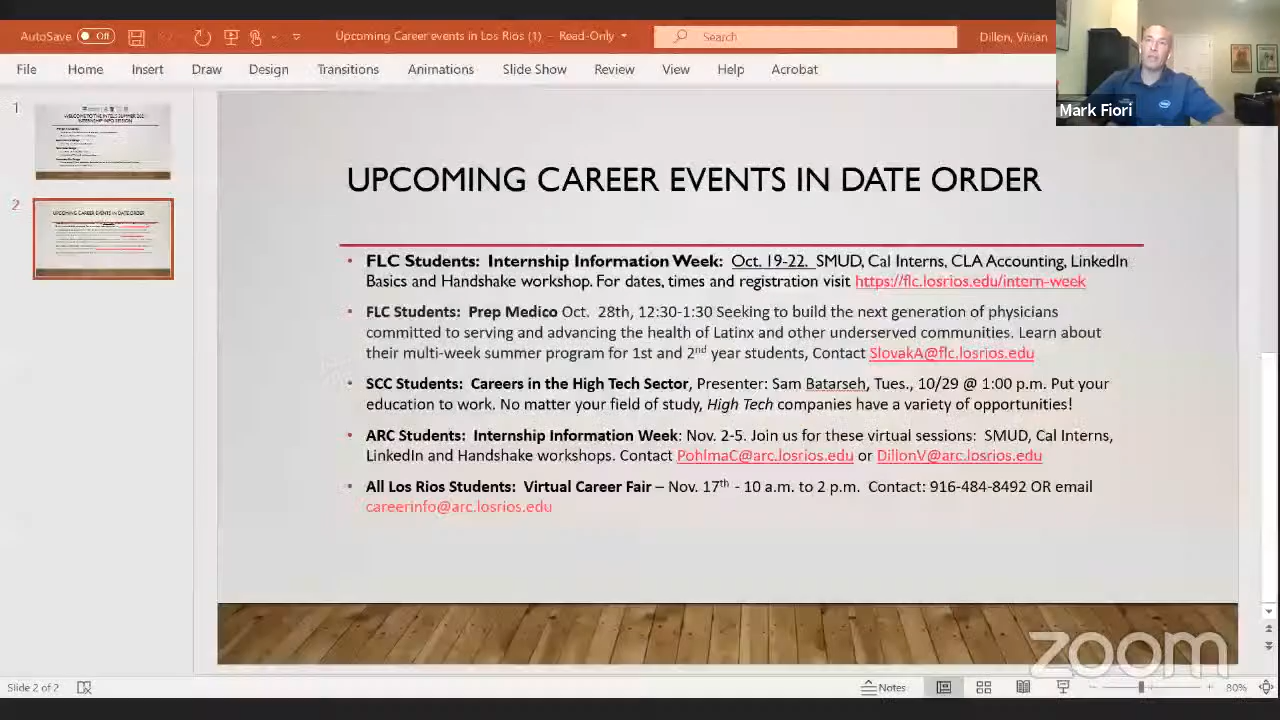 AutoSave Off
Upcoming Career events in Los Rios (1) - Read-Only
Search
Dillon, Vivian
File Home Insert Draw Design Transitions Animations Slide Show Review View Help Acrobat
Mark Fiori
1
2
UPCOMING CAREER EVENTS IN DATE ORDER
UPCOMING CAREER EVENTS IN DATE ORDER
• FLC Students: Internship Information Week: Oct. 19-22. SMUD, Cal Interns, CLA Accounting, LinkedIn
Basics and Handshake workshop. For dates, times and registration visit https://flc.losrios.edu/intern-week
• FLC Students: Prep Medico Oct. 28th, 12:30-1:30 Seeking to build the next generation of physicians
committed to serving and advancing the health of Latinx and other underserved communities. Learn about
their multi-week summer program for 1st and 2nd year students, Contact SlovakA@flc.losrios.edu
• SCC Students: Careers in the High Tech Sector, Presenter: Sam Batarseh, Tues., 10/29 @ 1:00 p.m. Put your
education to work. No matter your field of study, High Tech companies have a variety of opportunities!
• ARC Students: Internship Information Week: Nov. 2-5. Join us for these virtual sessions: SMUD, Cal Interns,
LinkedIn and Handshake workshops. Contact PohlmaC@arc.losrios.edu or DillonV@arc.losrios.edu
• All Los Rios Students: Virtual Career Fair – Nov. 17th - 10 a.m. to 2 p.m. Contact: 916-484-8492 OR email
careerinfo@arc.losrios.edu
zoom
Slide 2 of 2
Notes
80%